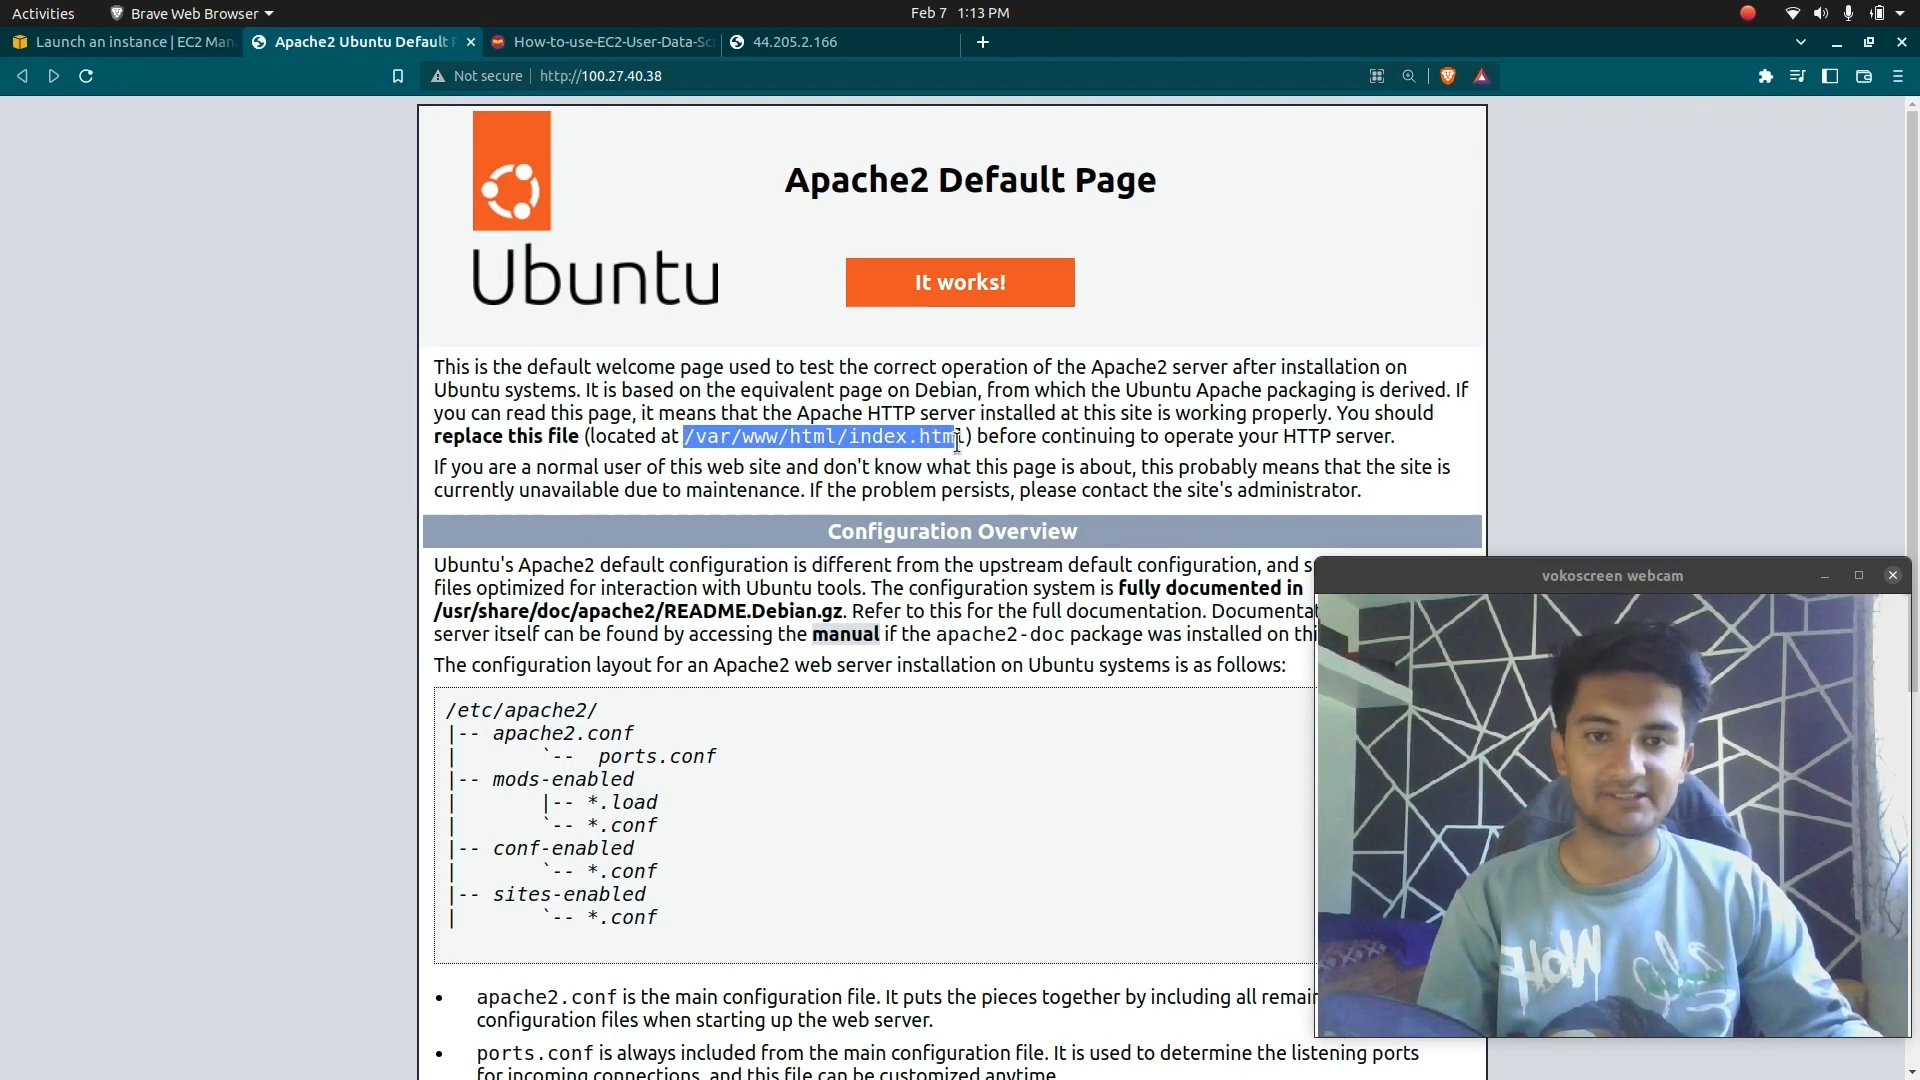 Activities
Brave Web Browser
Feb 7 1:13 PM
Launch an instance | EC2 Man
Apache2 Ubuntu Default P
How-to-use-EC2-User-Data-Sc
44.205.2.166
Not secure
http://100.27.40.38
Ubuntu
Apache2 Default Page
It works!
This is the default welcome page used to test the correct operation of the Apache2 server after installation on
Ubuntu systems. It is based on the equivalent page on Debian, from which the Ubuntu Apache packaging is derived. If
you can read this page, it means that the Apache HTTP server installed at this site is working properly. You should
replace this file (located at /var/www/html/index.html) before continuing to operate your HTTP server.
If you are a normal user of this web site and don't know what this page is about, this probably means that the site is
currently unavailable due to maintenance. If the problem persists, please contact the site's administrator.
Configuration Overview
Ubuntu's Apache2 default configuration is different from the upstream default configuration, and s
files optimized for interaction with Ubuntu tools. The configuration system is fully documented in
/usr/share/doc/apache2/README.Debian.gz. Refer to this for the full documentation. Documentat
server itself can be found by accessing the manual if the apache2-doc package was installed on thi
The configuration layout for an Apache2 web server installation on Ubuntu systems is as follows:
/etc/apache2/
|-- apache2.conf
|       `--  ports.conf
|-- mods-enabled
|       |-- *.load
|       `-- *.conf
|-- conf-enabled
|       `-- *.conf
|-- sites-enabled
|       `-- *.conf
• apache2.conf is the main configuration file. It puts the pieces together by including all remain
configuration files when starting up the web server.
• ports.conf is always included from the main configuration file. It is used to determine the listening ports
for incoming connections, and this file can be customized anytime.
vokoscreen webcam
WOLF